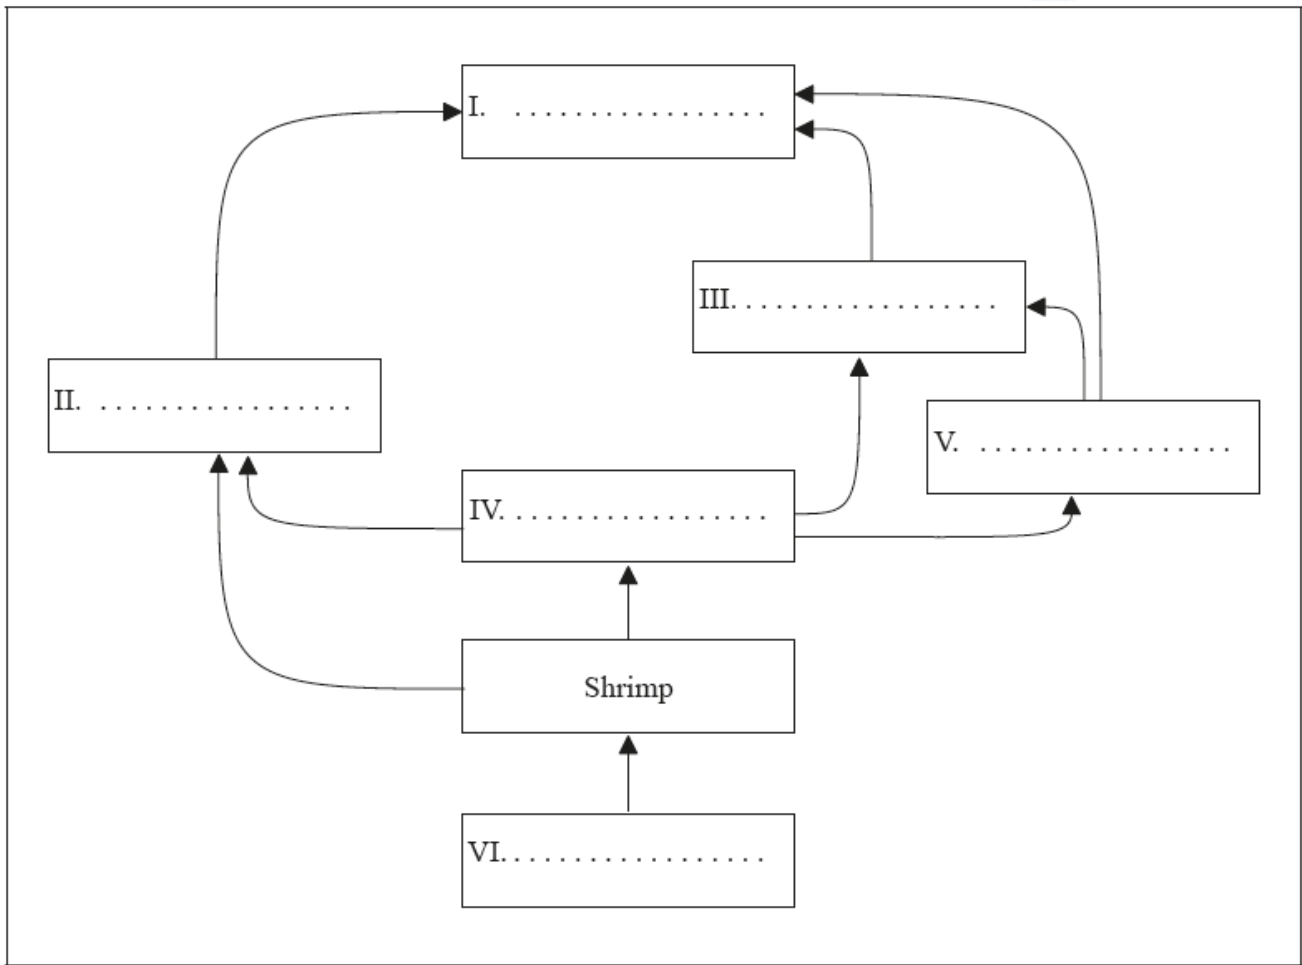 I. . . . . . . . . . . . . . . . . .
III. . . . . . . . . . . . . . . . . . .
II. . . . . . . . . . . . . . . . . .
V. . . . . . . . . . . . . . . . . .
IV. . . . . . . . . . . . . . . . . . .
Shrimp
VI. . . . . . . . . . . . . . . . . . .